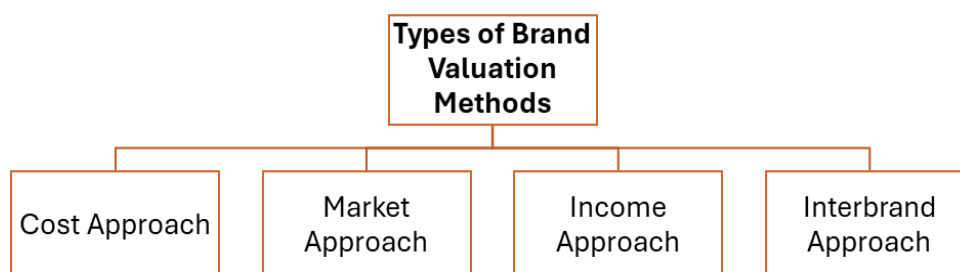 Types of Brand
Valuation
Methods
Cost Approach
Market
Approach
Income
Approach
Interbrand
Approach